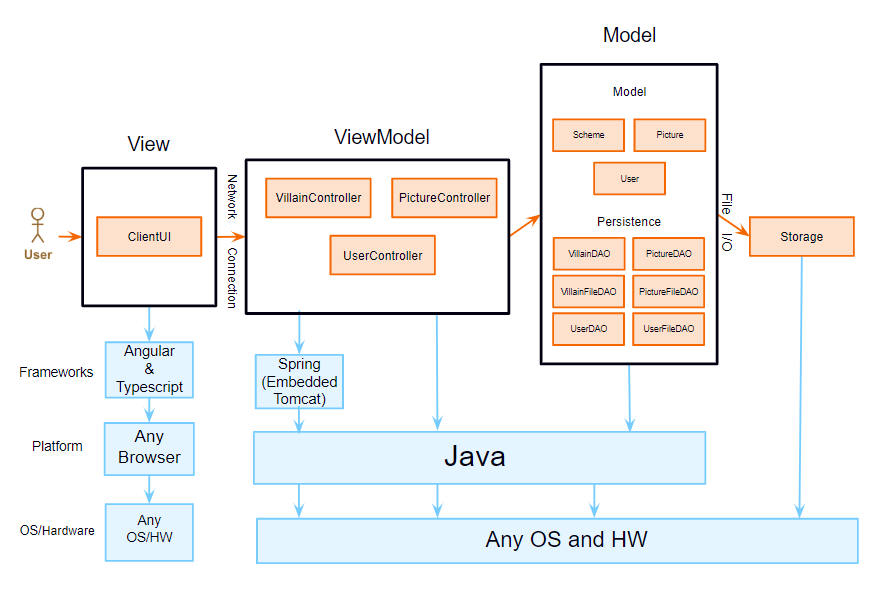 Model
View
ViewModel
Model
Scheme
Picture
User
Persistence
VillainDAO
PictureDAO
VillainFileDAO
PictureFileDAO
UserDAO
UserFileDAO
VillainController
PictureController
UserController
ClientUI
User
Network
Connection
File
I/O
Storage
Frameworks
Angular
&
Typescript
Spring
(Embedded
Tomcat)
Platform
Any
Browser
Java
OS/Hardware
Any
OS/HW
Any OS and HW